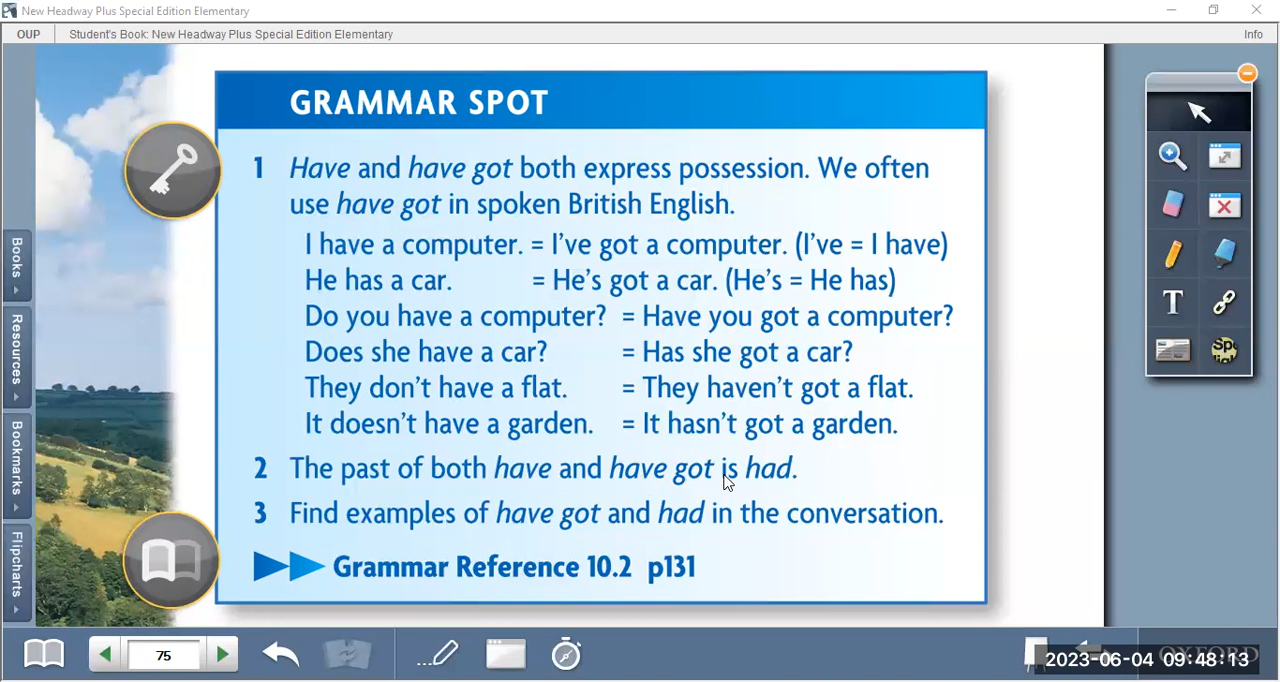 New Headway Plus Special Edition Elementary
OUP Student's Book: New Headway Plus Special Edition Elementary Info
GRAMMAR SPOT
1 Have and have got both express possession. We often
use have got in spoken British English.
I have a computer. = I've got a computer. (I've = I have)
He has a car. = He's got a car. (He's = He has)
Do you have a computer? = Have you got a computer?
Does she have a car? = Has she got a car?
They don't have a flat. = They haven't got a flat.
It doesn't have a garden. = It hasn't got a garden.
2 The past of both have and have got is had.
3 Find examples of have got and had in the conversation.
Grammar Reference 10.2 p131
Books
Resources
Bookmarks
Flipcharts
T
Spo
75
OXFORD
2023-06-04 09:48:13